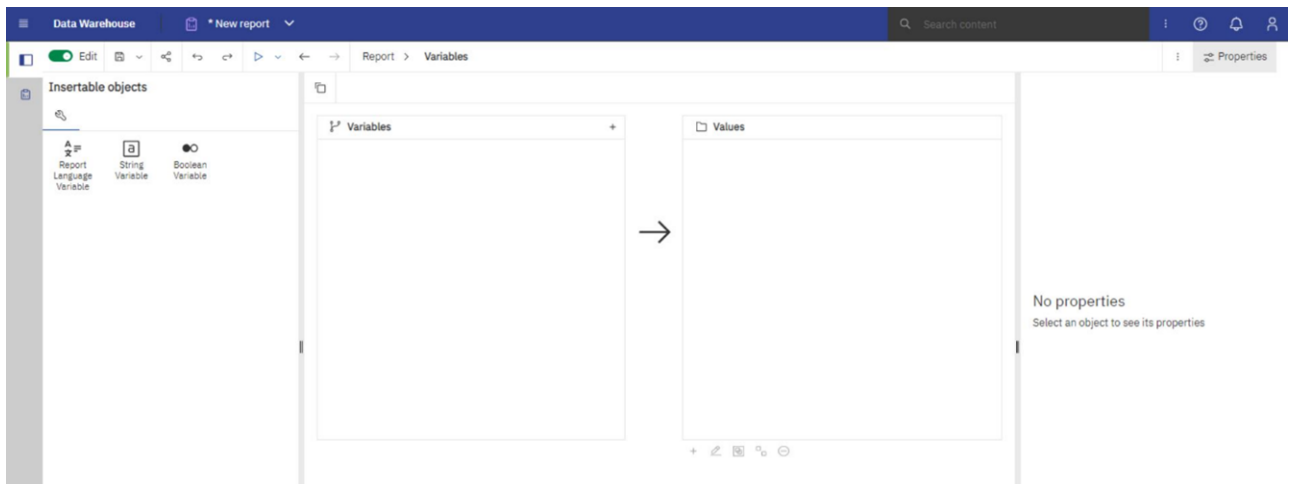 Data Warehouse
* New report
Search content
Edit
Report > Variables
Properties
Insertable objects
Report
Language
Variable
String
Variable
Boolean
Variable
Variables
Values
No properties
Select an object to see its properties